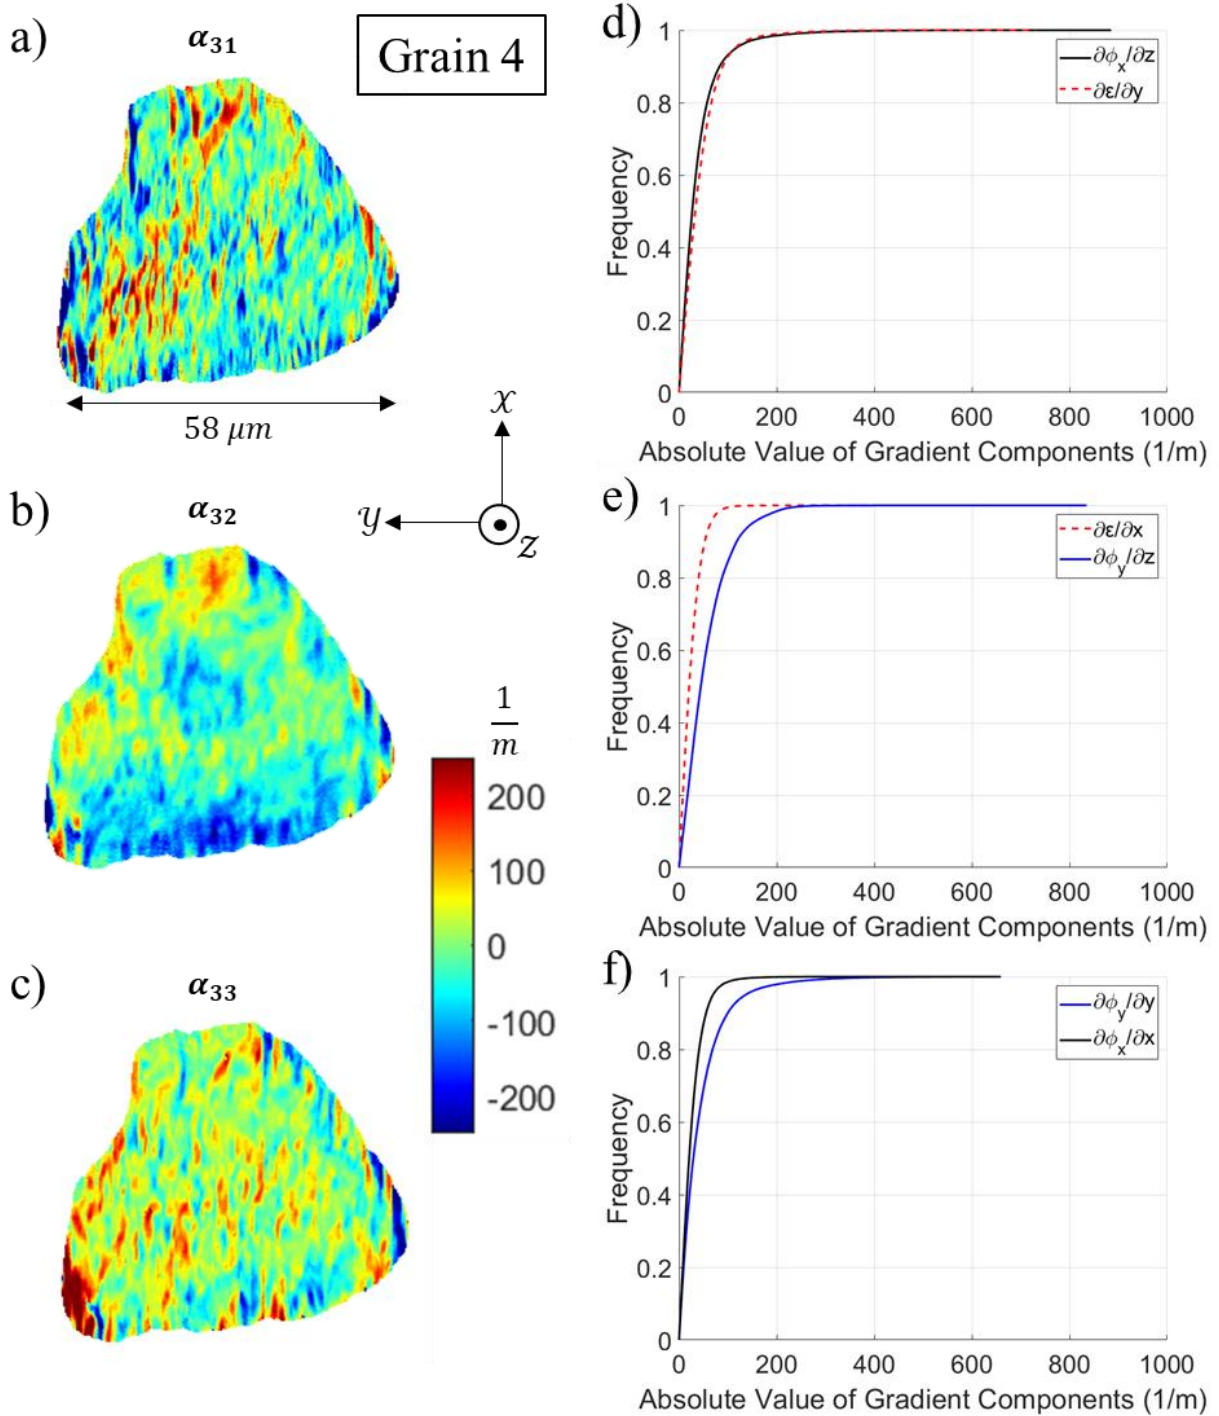 a)
α₃₁
Grain 4
58 μm
x
y
z
b)
α₃₂
1/m
200
100
0
-100
-200
c)
α₃₃
d)
1
0.8
0.6
0.4
0.2
0
Frequency
∂ϕx/∂z
∂ε/∂y
0 200 400 600 800 1000
Absolute Value of Gradient Components (1/m)
e)
1
0.8
0.6
0.4
0.2
0
Frequency
∂ε/∂x
∂ϕy/∂z
0 200 400 600 800 1000
Absolute Value of Gradient Components (1/m)
f)
1
0.8
0.6
0.4
0.2
0
Frequency
∂ϕy/∂y
∂ϕx/∂x
0 200 400 600 800 1000
Absolute Value of Gradient Components (1/m)